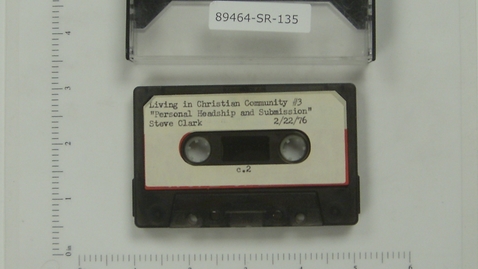 89464-SR-135
Living in Christian Community #3
"Personal Headship and Submission"
Steve Clark 2/22/76
c.2